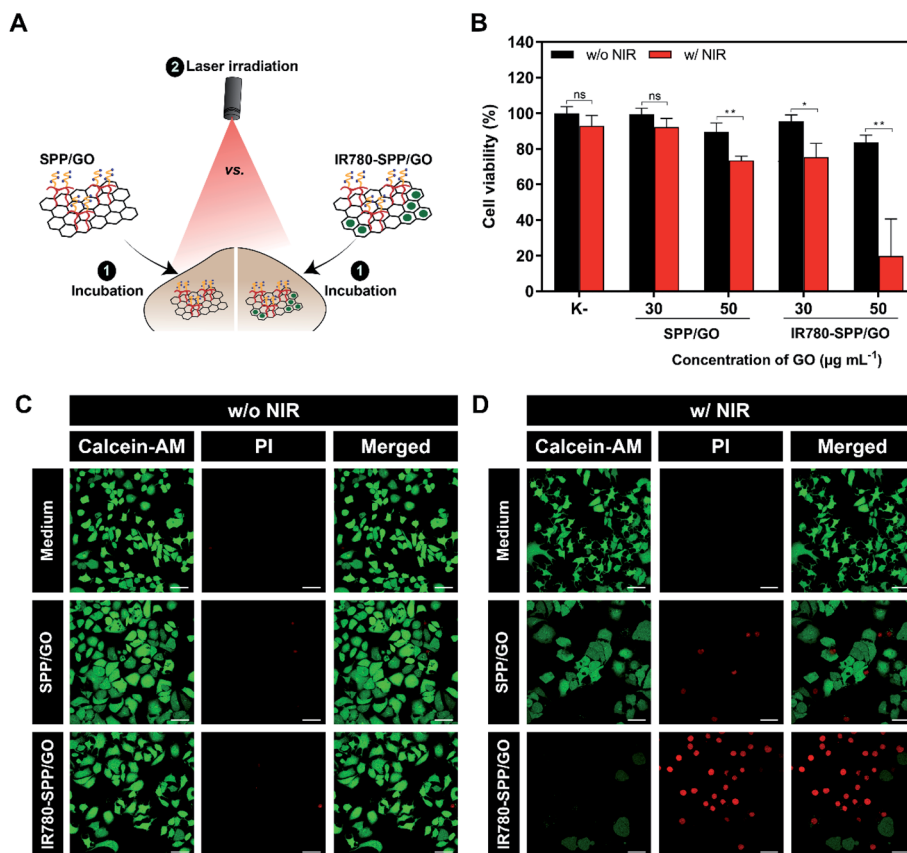 A
❷ Laser irradiation
SPP/GO
vs.
IR780-SPP/GO
❶
Incubation
❶
Incubation
B
Cell viability (%)
140
120
100
80
60
40
20
0
w/o NIR
w/ NIR
ns
ns
**
*
**
K-
30
50
30
50
SPP/GO
IR780-SPP/GO
Concentration of GO (µg mL⁻¹)
C
w/o NIR
Calcein-AM
PI
Merged
Medium
SPP/GO
IR780-SPP/GO
D
w/ NIR
Calcein-AM
PI
Merged
Medium
SPP/GO
IR780-SPP/GO